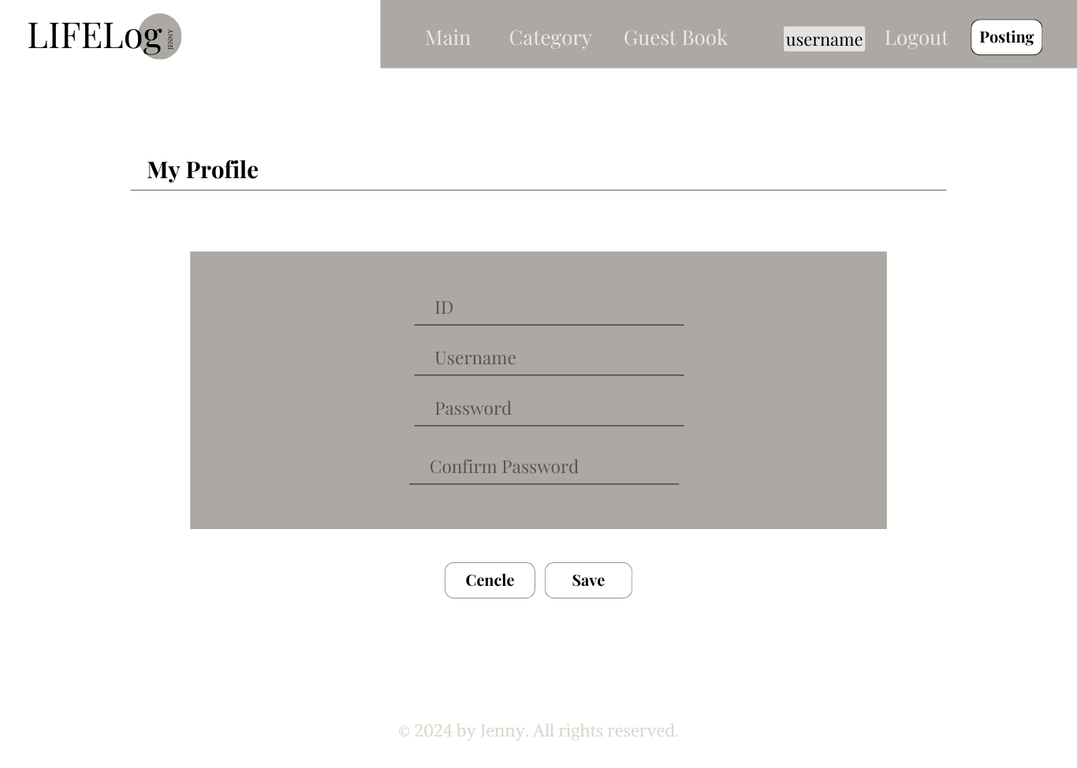 LIFELog
JENNY
Main Category Guest Book username Logout Posting
My Profile
ID
Username
Password
Confirm Password
Cencle Save
© 2024 by Jenny. All rights reserved.